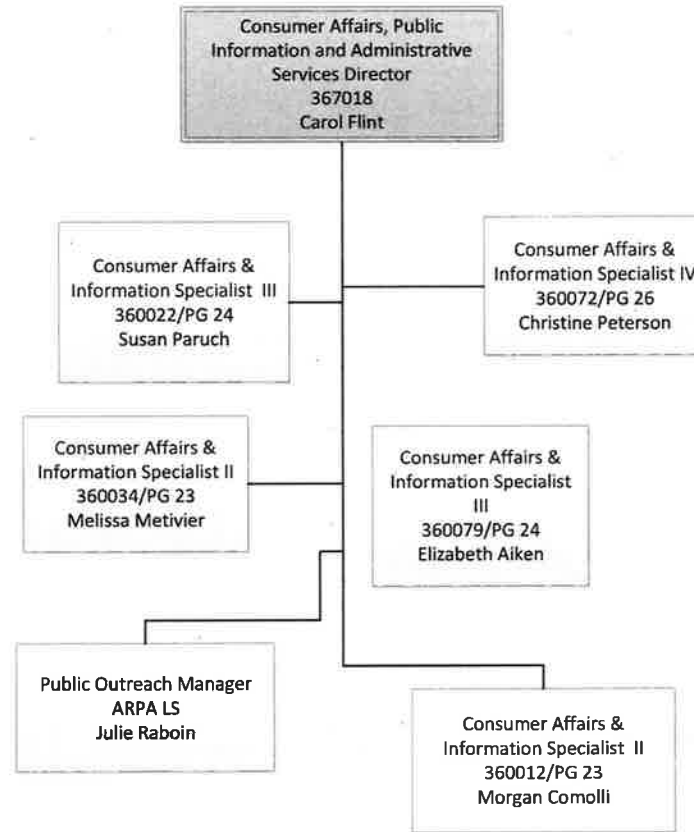 Consumer Affairs, Public
Information and Administrative
Services Director
367018
Carol Flint
Consumer Affairs &
Information Specialist III
360022/PG 24
Susan Paruch
Consumer Affairs &
Information Specialist IV
360072/PG 26
Christine Peterson
Consumer Affairs &
Information Specialist II
360034/PG 23
Melissa Metivier
Consumer Affairs &
Information Specialist
III
360079/PG 24
Elizabeth Aiken
Public Outreach Manager
ARPA LS
Julie Raboin
Consumer Affairs &
Information Specialist II
360012/PG 23
Morgan Comolli